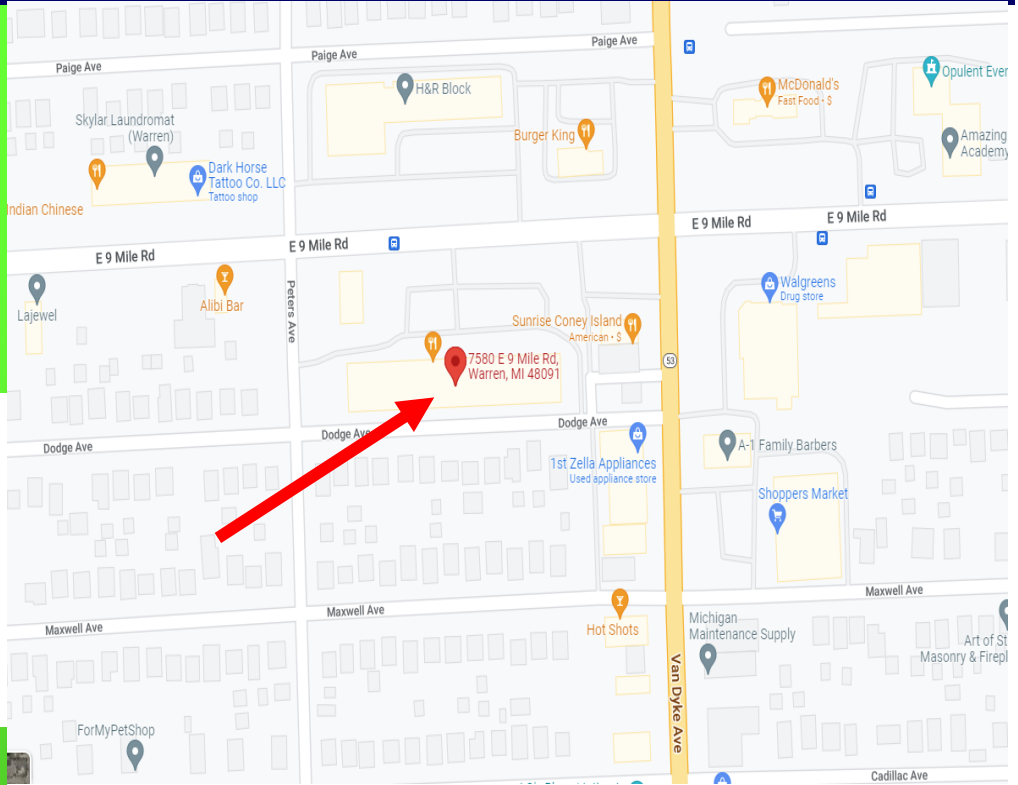 Paige Ave
Paige Ave
Paige Ave
H&R Block
McDonald's
Fast Food • $
Opulent Ever
Skylar Laundromat
(Warren)
Burger King
Amazing
Academy
Dark Horse
Tattoo Co. LLC
Tattoo shop
Indian Chinese
E 9 Mile Rd
E 9 Mile Rd
E 9 Mile Rd
E 9 Mile Rd
Peters Ave
Walgreens
Drug store
Alibi Bar
Lajewel
Sunrise Coney Island
American • $
7580 E 9 Mile Rd,
Warren, MI 48091
53
Dodge Ave
Dodge Ave
Dodge Ave
A-1 Family Barbers
1st Zella Appliances
Used appliance store
Shoppers Market
Maxwell Ave
Maxwell Ave
Maxwell Ave
Hot Shots
Michigan
Maintenance Supply
Art of St
Masonry & Firepl
Van Dyke Ave
ForMyPetShop
Cadillac Ave